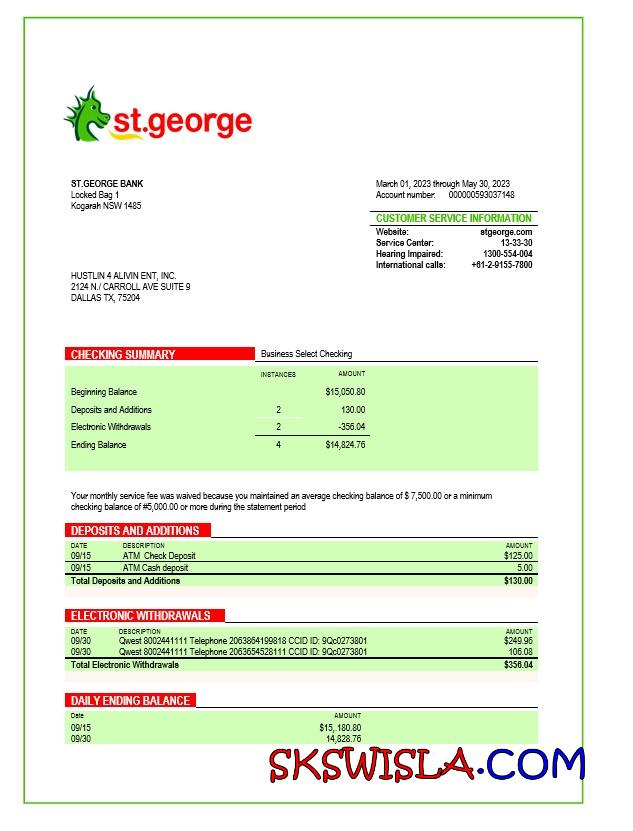 st.george
ST.GEORGE BANK
Locked Bag 1
Kogarah NSW 1485
March 01, 2023 through May 30, 2023
Account number: 000000593037148
CUSTOMER SERVICE INFORMATION
Website: stgeorge.com
Service Center: 13-33-30
Hearing Impaired: 1300-554-004
International calls: +61-2-9155-7800
HUSTLIN 4 ALIVIN ENT, INC.
2124 N./ CARROLL AVE SUITE 9
DALLAS TX, 75204
CHECKING SUMMARY Business Select Checking
INSTANCES AMOUNT
Beginning Balance $15,050.80
Deposits and Additions 2 130.00
Electronic Withdrawals 2 -356.04
Ending Balance 4 $14,824.76
Your monthly service fee was waived because you maintained an average checking balance of $ 7,500.00 or a minimum
checking balance of #5,000.00 or more during the statement period
DEPOSITS AND ADDITIONS
DATE DESCRIPTION AMOUNT
09/15 ATM Check Deposit $125.00
09/15 ATM Cash deposit 5.00
Total Deposits and Additions $130.00
ELECTRONIC WITHDRAWALS
DATE DESCRIPTION AMOUNT
09/30 Qwest 8002441111 Telephone 2063864199818 CCID ID: 9Qc0273801 $249.96
09/30 Qwest 8002441111 Telephone 2063654528111 CCID ID: 9Qc0273801 106.08
Total Electronic Withdrawals $356.04
DAILY ENDING BALANCE
Date AMOUNT
09/15 $15,.180.80
09/30 14,828.76
SKSWISLA.COM